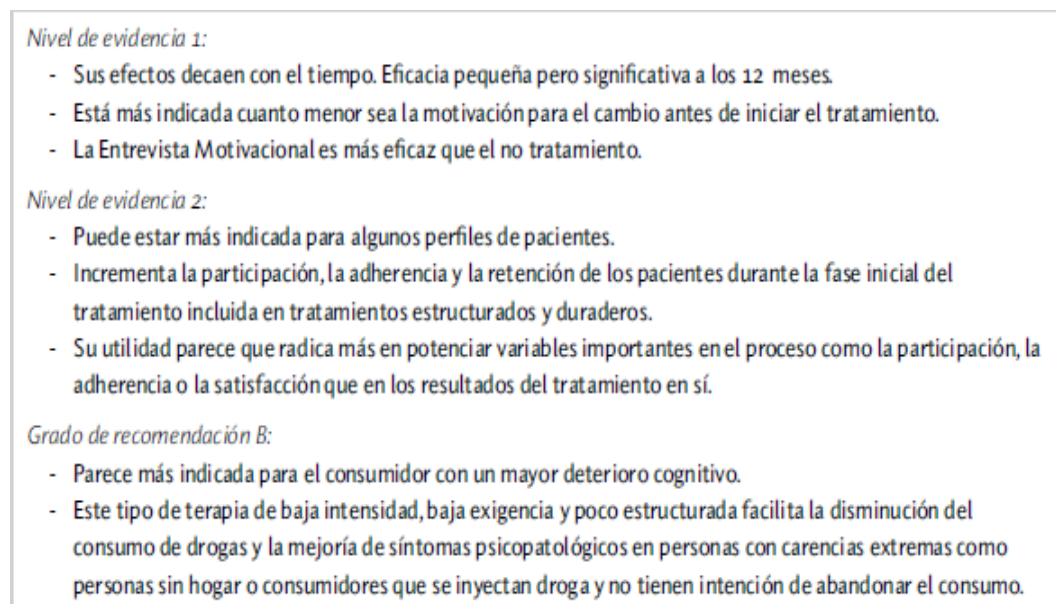 Nivel de evidencia 1:
- Sus efectos decaen con el tiempo. Eficacia pequeña pero significativa a los 12 meses.
- Está más indicada cuanto menor sea la motivación para el cambio antes de iniciar el tratamiento.
- La Entrevista Motivacional es más eficaz que el no tratamiento.
Nivel de evidencia 2:
- Puede estar más indicada para algunos perfiles de pacientes.
- Incrementa la participación, la adherencia y la retención de los pacientes durante la fase inicial del
tratamiento incluida en tratamientos estructurados y duraderos.
- Su utilidad parece que radica más en potenciar variables importantes en el proceso como la participación, la
adherencia o la satisfacción que en los resultados del tratamiento en sí.
Grado de recomendación B:
- Parece más indicada para el consumidor con un mayor deterioro cognitivo.
- Este tipo de terapia de baja intensidad, baja exigencia y poco estructurada facilita la disminución del
consumo de drogas y la mejoría de síntomas psicopatológicos en personas con carencias extremas como
personas sin hogar o consumidores que se inyectan droga y no tienen intención de abandonar el consumo.